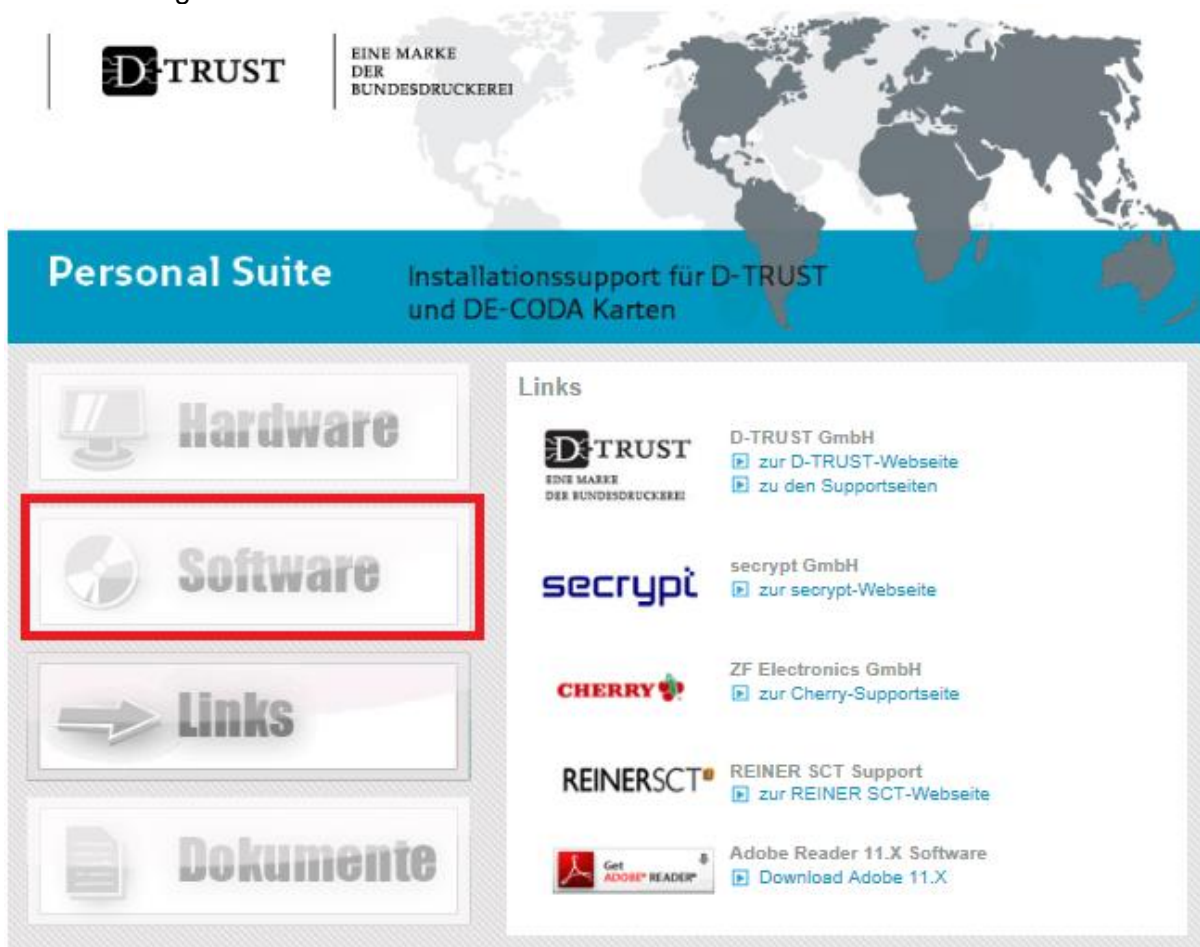 D-TRUST
EINE MARKE
DER
BUNDESDRUCKEREI
Personal Suite
Installationssupport für D-TRUST
und DE-CODA Karten
Hardware
Software
Links
Dokumente
Links
D-TRUST
EINE MARKE
DER BUNDESDRUCKEREI
D-TRUST GmbH
zur D-TRUST-Webseite
zu den Supportseiten
secrypt
secrypt GmbH
zur secrypt-Webseite
CHERRY
ZF Electronics GmbH
zur Cherry-Supportseite
REINERSCT
REINER SCT Support
zur REINER SCT-Webseite
Get
ADOBE® READER®
Adobe Reader 11.X Software
Download Adobe 11.X